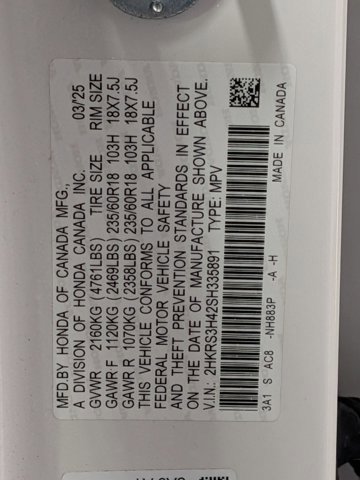 MFD.BY HONDA OF CANADA MFG.,
A DIVISION OF HONDA CANADA INC. 03/'25
GVWR 2160KG (4761LBS) TIRE SIZE RIM SIZE
GAWR F 1120KG (2469LBS) 235/60R18 103H 18X7.5J
GAWR R 1070KG (2358LBS) 235/60R18 103H 18X7.5J
THIS VEHICLE CONFORMS TO ALL APPLICABLE
FEDERAL MOTOR VEHICLE SAFETY
AND THEFT PREVENTION STANDARDS IN EFFECT
ON THE DATE OF MANUFACTURE SHOWN ABOVE.
V.I.N.: 2HKRS3H42SH335891 TYPE: MPV
3A1 S AC8 -NH883P -A -H
MADE IN CANADA